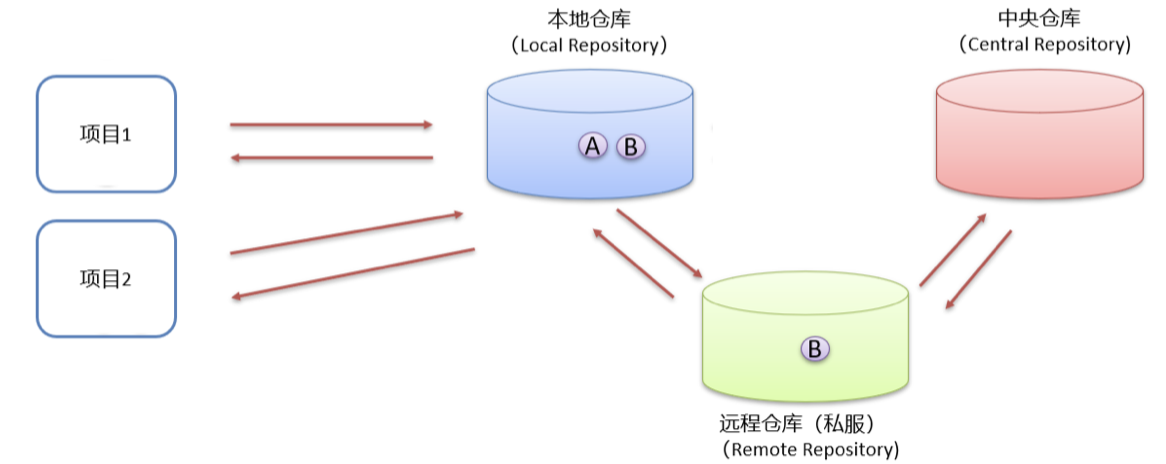 本地仓库
（Local Repository）
中央仓库
（Central Repository)
项目1
A B
项目2
B
远程仓库（私服）
（Remote Repository)